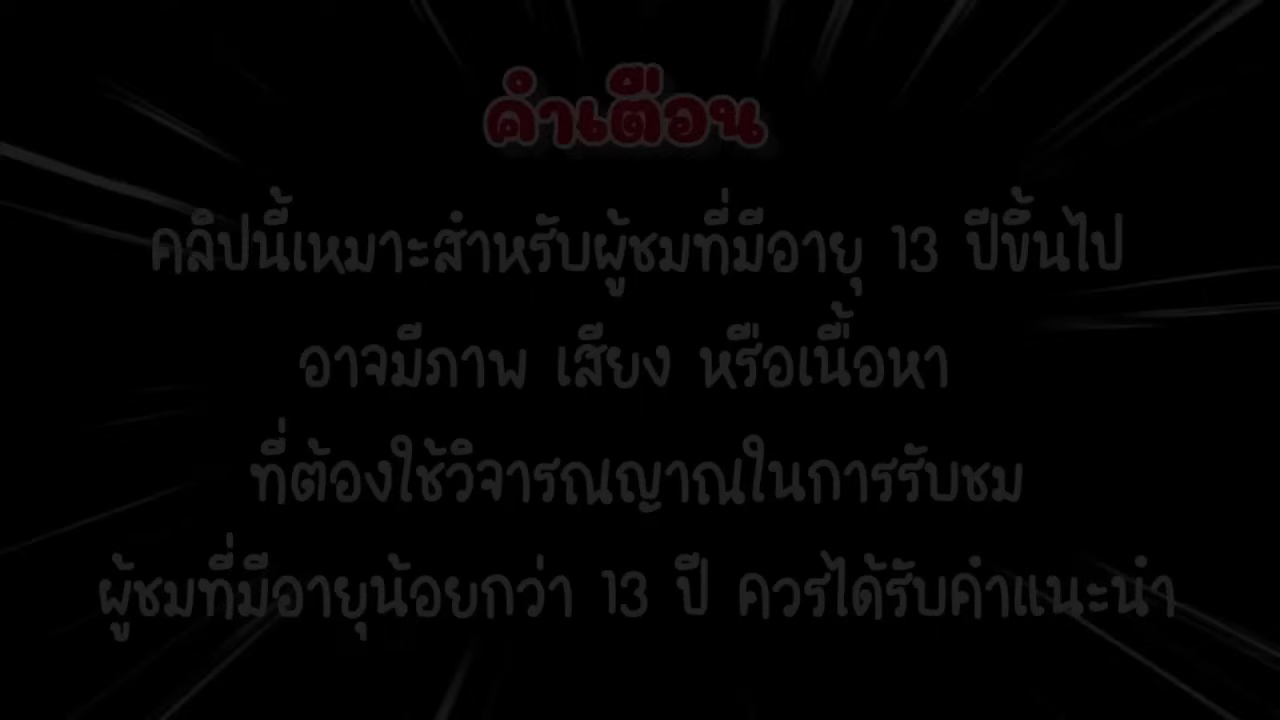 คำเตือน
คลิปนี้เหมาะสำหรับผู้ชมที่มีอายุ 13 ปีขึ้นไป
อาจมีภาพ เสียง หรือเนื้อหา
ที่ต้องใช้วิจารณญาณในการรับชม
ผู้ชมที่มีอายุน้อยกว่า 13 ปี ควรได้รับคำแนะนำ